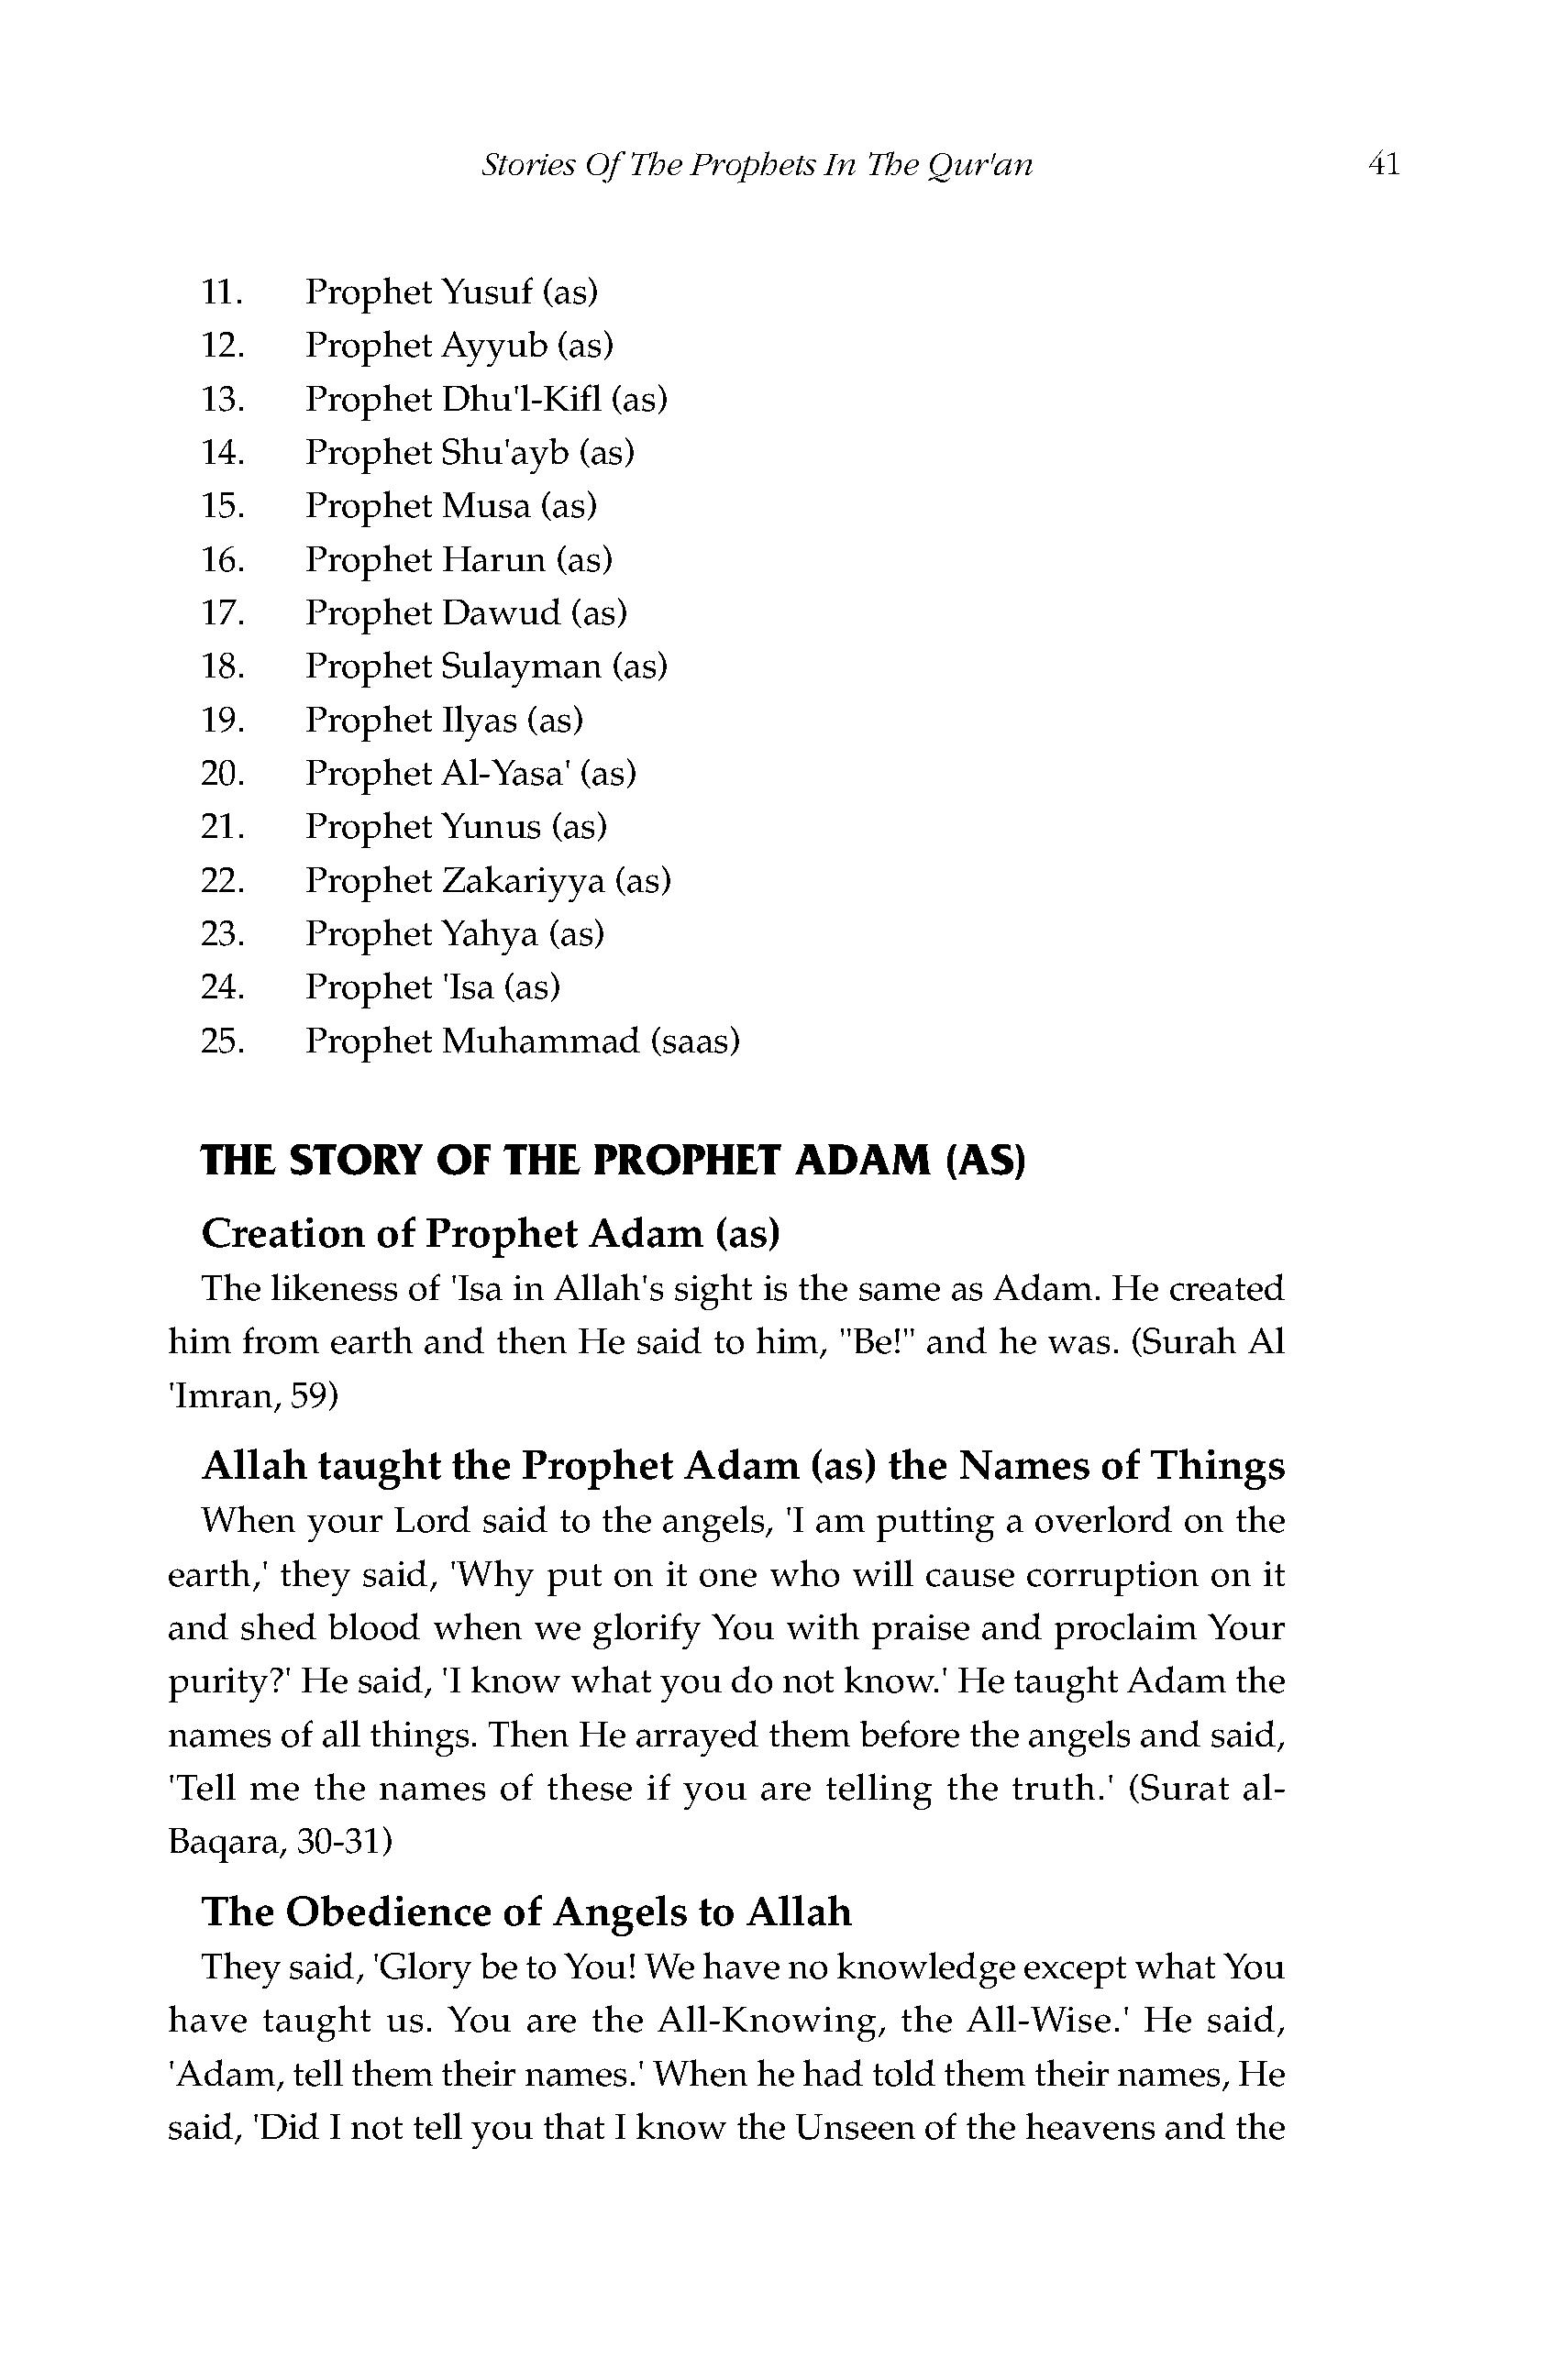 Stories Of The Prophets In The Qur'an 41
11. Prophet Yusuf (as)
12. Prophet Ayyub (as)
13. Prophet Dhu'l-Kifl (as)
14. Prophet Shu'ayb (as)
15. Prophet Musa (as)
16. Prophet Harun (as)
17. Prophet Dawud (as)
18. Prophet Sulayman (as)
19. Prophet Ilyas (as)
20. Prophet Al-Yasa' (as)
21. Prophet Yunus (as)
22. Prophet Zakariyya (as)
23. Prophet Yahya (as)
24. Prophet 'Isa (as)
25. Prophet Muhammad (saas)
THE STORY OF THE PROPHET ADAM (AS)
Creation of Prophet Adam (as)
The likeness of 'Isa in Allah's sight is the same as Adam. He created
him from earth and then He said to him, "Be!" and he was. (Surah Al
'Imran, 59)
Allah taught the Prophet Adam (as) the Names of Things
When your Lord said to the angels, 'I am putting a overlord on the
earth,' they said, 'Why put on it one who will cause corruption on it
and shed blood when we glorify You with praise and proclaim Your
purity?' He said, 'I know what you do not know.' He taught Adam the
names of all things. Then He arrayed them before the angels and said,
'Tell me the names of these if you are telling the truth.' (Surat al-
Baqara, 30-31)
The Obedience of Angels to Allah
They said, 'Glory be to You! We have no knowledge except what You
have taught us. You are the All-Knowing, the All-Wise.' He said,
'Adam, tell them their names.' When he had told them their names, He
said, 'Did I not tell you that I know the Unseen of the heavens and the